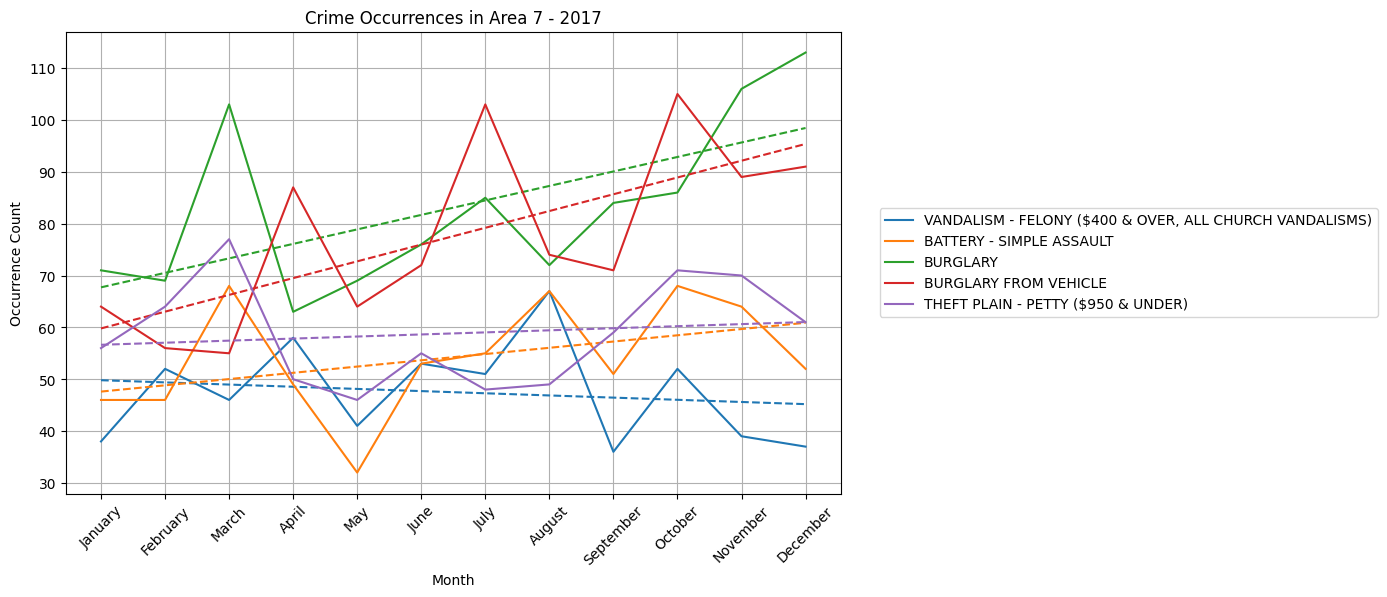 Crime Occurrences in Area 7 - 2017
Occurrence Count
110
100
90
80
70
60
50
40
30
January
February
March
April
May
June
July
August
September
October
November
December
Month
VANDALISM - FELONY ($400 & OVER, ALL CHURCH VANDALISMS)
BATTERY - SIMPLE ASSAULT
BURGLARY
BURGLARY FROM VEHICLE
THEFT PLAIN - PETTY ($950 & UNDER)